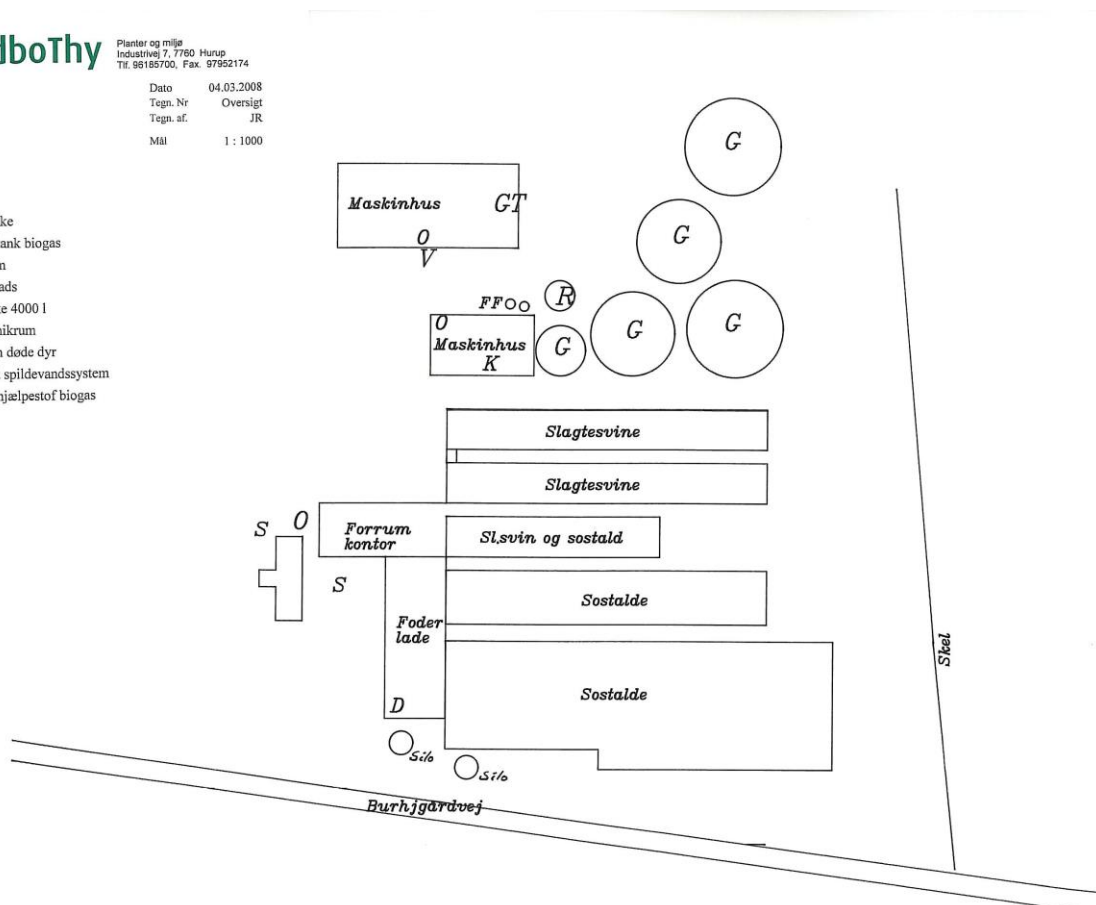 dboThy
Planter og miljø
Industrivej 7, 7760 Hurup
Tlf. 96185700, Fax. 97952174
Dato 04.03.2008
Tegn. Nr Oversigt
Tegn. af. JR
Mål 1 : 1000
ke
ank biogas
n
ads
e 4000 l
nikrum
n døde dyr
spildevandssystem
hjælpestof biogas
G
Maskinhus GT
O
V
G
FF
R
G
G
G
O
Maskinhus
K
Slagtesvine
Slagtesvine
S
O
Forrum
kontor
Sl,svin og sostald
S
Sostalde
Foder
lade
Skel
Sostalde
D
Silo
Silo
Burhjgårdvej